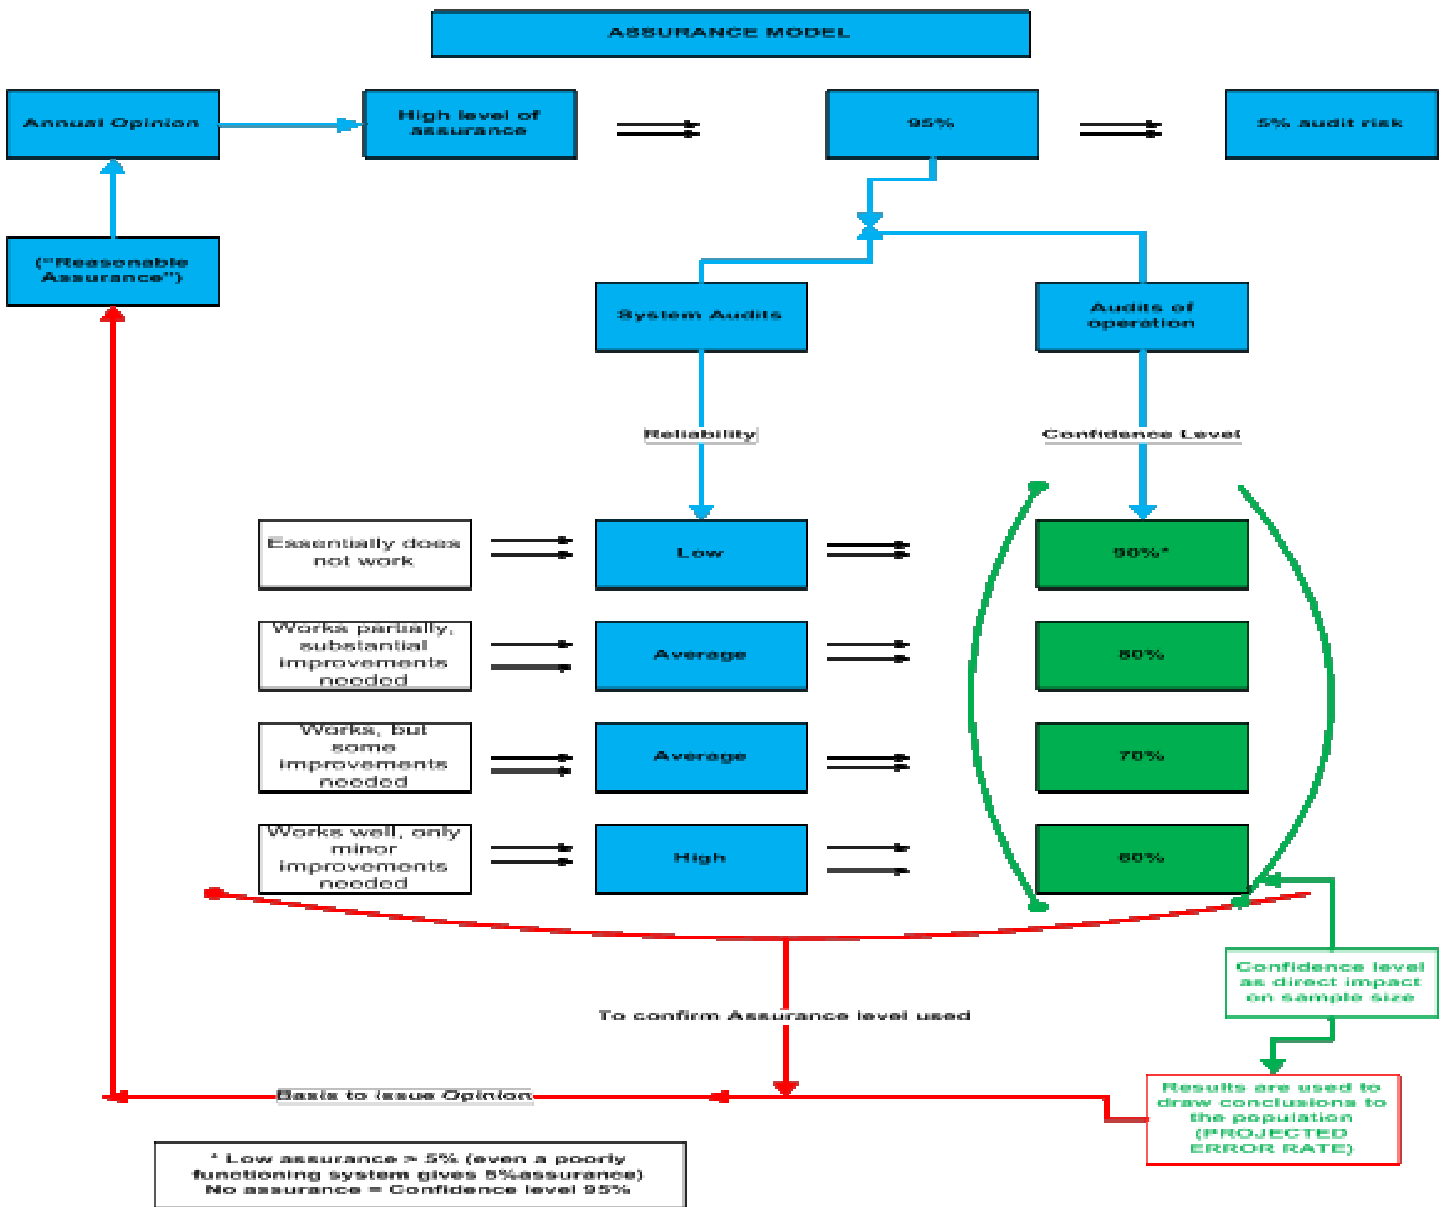 ASSURANCE MODEL
Annual Opinion
High level of
assurance
95%
5% audit risk
("Reasonable
Assurance")
System Audits
Audits of
operation
Reliability
Confidence Level
Essentially does
not work
Low
90%*
Works partially,
substantial
improvements
needed
Average
80%
Works, but
some
improvements
needed
Average
70%
Works well, only
minor
improvements
needed
High
60%
Confidence level
as direct impact
on sample size
To confirm Assurance level used
Basis to issue Opinion
Results are used to
draw conclusions to
the population
(PROJECTED
ERROR RATE)
* Low assurance > 5% (even a poorly
functioning system gives 5%assurance)
No assurance = Confidence level 95%